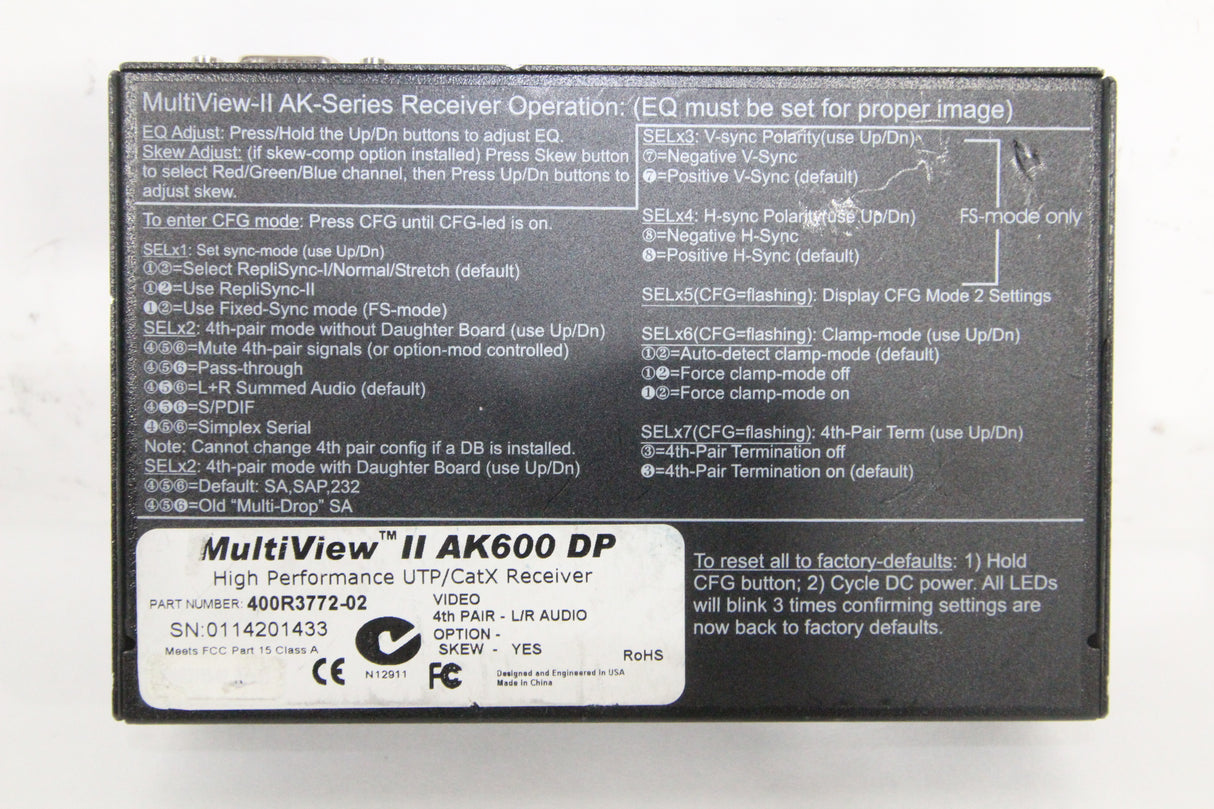 MultiView-II AK-Series Receiver Operation: (EQ must be set for proper image)
EQ Adjust: Press/Hold the Up/Dn buttons to adjust EQ.
Skew Adjust: (if skew-comp option installed) Press Skew button
to select Red/Green/Blue channel, then Press Up/Dn buttons to
adjust skew.
To enter CFG mode: Press CFG until CFG-led is on.
SELx1: Set sync-mode (use Up/Dn)
①②=Select RepliSync-I/Normal/Stretch (default)
①❷=Use RepliSync-II
❶②=Use Fixed-Sync mode (FS-mode)
SELx2: 4th-pair mode without Daughter Board (use Up/Dn)
④⑤⑥=Mute 4th-pair signals (or option-mod controlled)
④⑤❻=Pass-through
④❺⑥=L+R Summed Audio (default)
④❺❻=S/PDIF
❹⑤⑥=Simplex Serial
Note: Cannot change 4th pair config if a DB is installed.
SELx2: 4th-pair mode with Daughter Board (use Up/Dn)
④⑤⑥=Default: SA,SAP,232
④⑤❻=Old “Multi-Drop” SA
SELx3: V-sync Polarity(use Up/Dn)
⑦=Negative V-Sync
❼=Positive V-Sync (default)
SELx4: H-sync Polarity(use Up/Dn)
⑧=Negative H-Sync
❽=Positive H-Sync (default)
FS-mode only
SELx5(CFG=flashing): Display CFG Mode 2 Settings
SELx6(CFG=flashing): Clamp-mode (use Up/Dn)
①②=Auto-detect clamp-mode (default)
①❷=Force clamp-mode off
❶②=Force clamp-mode on
SELx7(CFG=flashing): 4th-Pair Term (use Up/Dn)
③=4th-Pair Termination off
❸=4th-Pair Termination on (default)
MultiView™ II AK600 DP
High Performance UTP/CatX Receiver
PART NUMBER: 400R3772-02
SN:0114201433
Meets FCC Part 15 Class A
CE
N12911
FC
VIDEO
4th PAIR - L/R AUDIO
OPTION -
SKEW - YES
RoHS
Designed and Engineered in USA
Made in China
To reset all to factory-defaults: 1) Hold
CFG button; 2) Cycle DC power. All LEDs
will blink 3 times confirming settings are
now back to factory defaults.